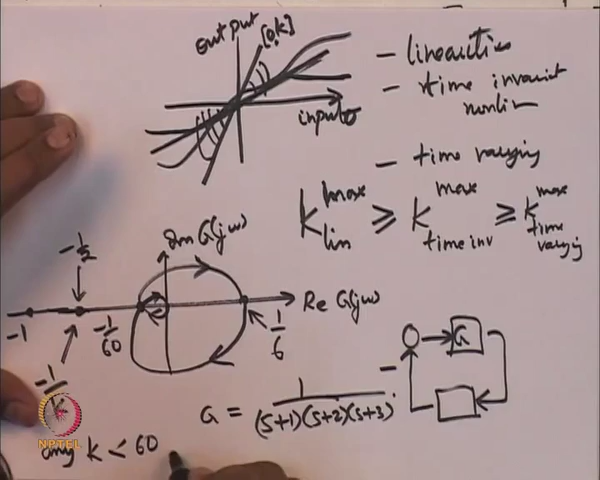 output
[0,K]
input
- linearities
- time invariant
nonlin
- time varying
K max lin ≥ K max time inv ≥ K max time varying
Im G(jω)
-1/2
Re G(jω)
-1
-1/60
1/6
-1/K
G
G = 1/((s+1)(s+2)(s+3))
-
NPTEL
any K < 60